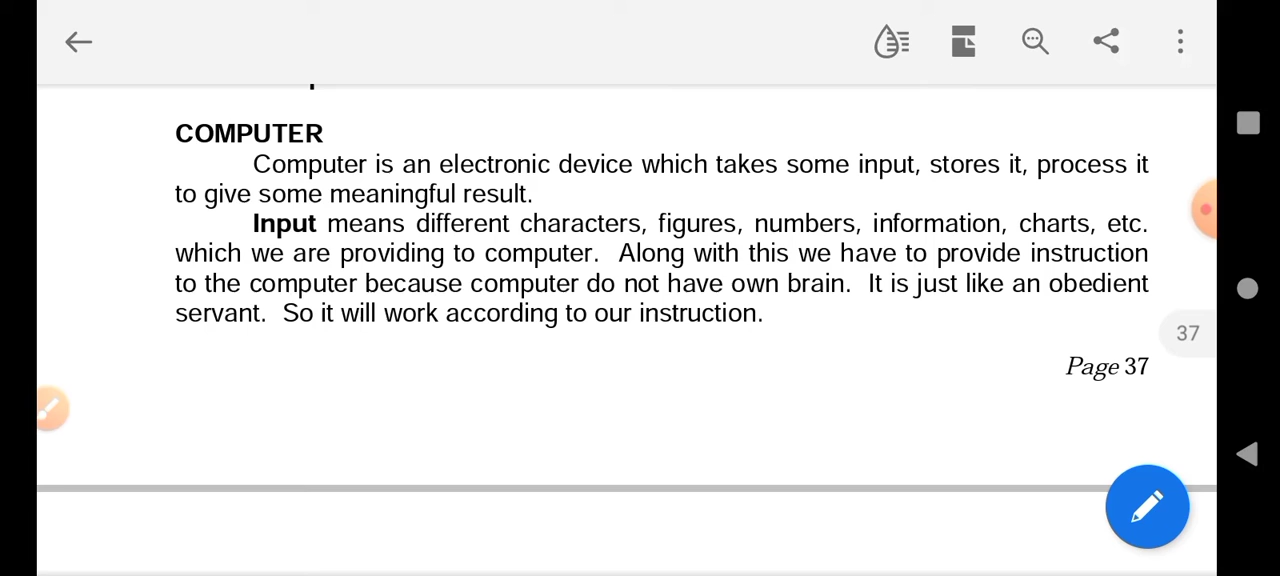 COMPUTER
Computer is an electronic device which takes some input, stores it, process it
to give some meaningful result.
Input means different characters, figures, numbers, information, charts, etc.
which we are providing to computer.  Along with this we have to provide instruction
to the computer because computer do not have own brain.  It is just like an obedient
servant.  So it will work according to our instruction.
37
Page 37